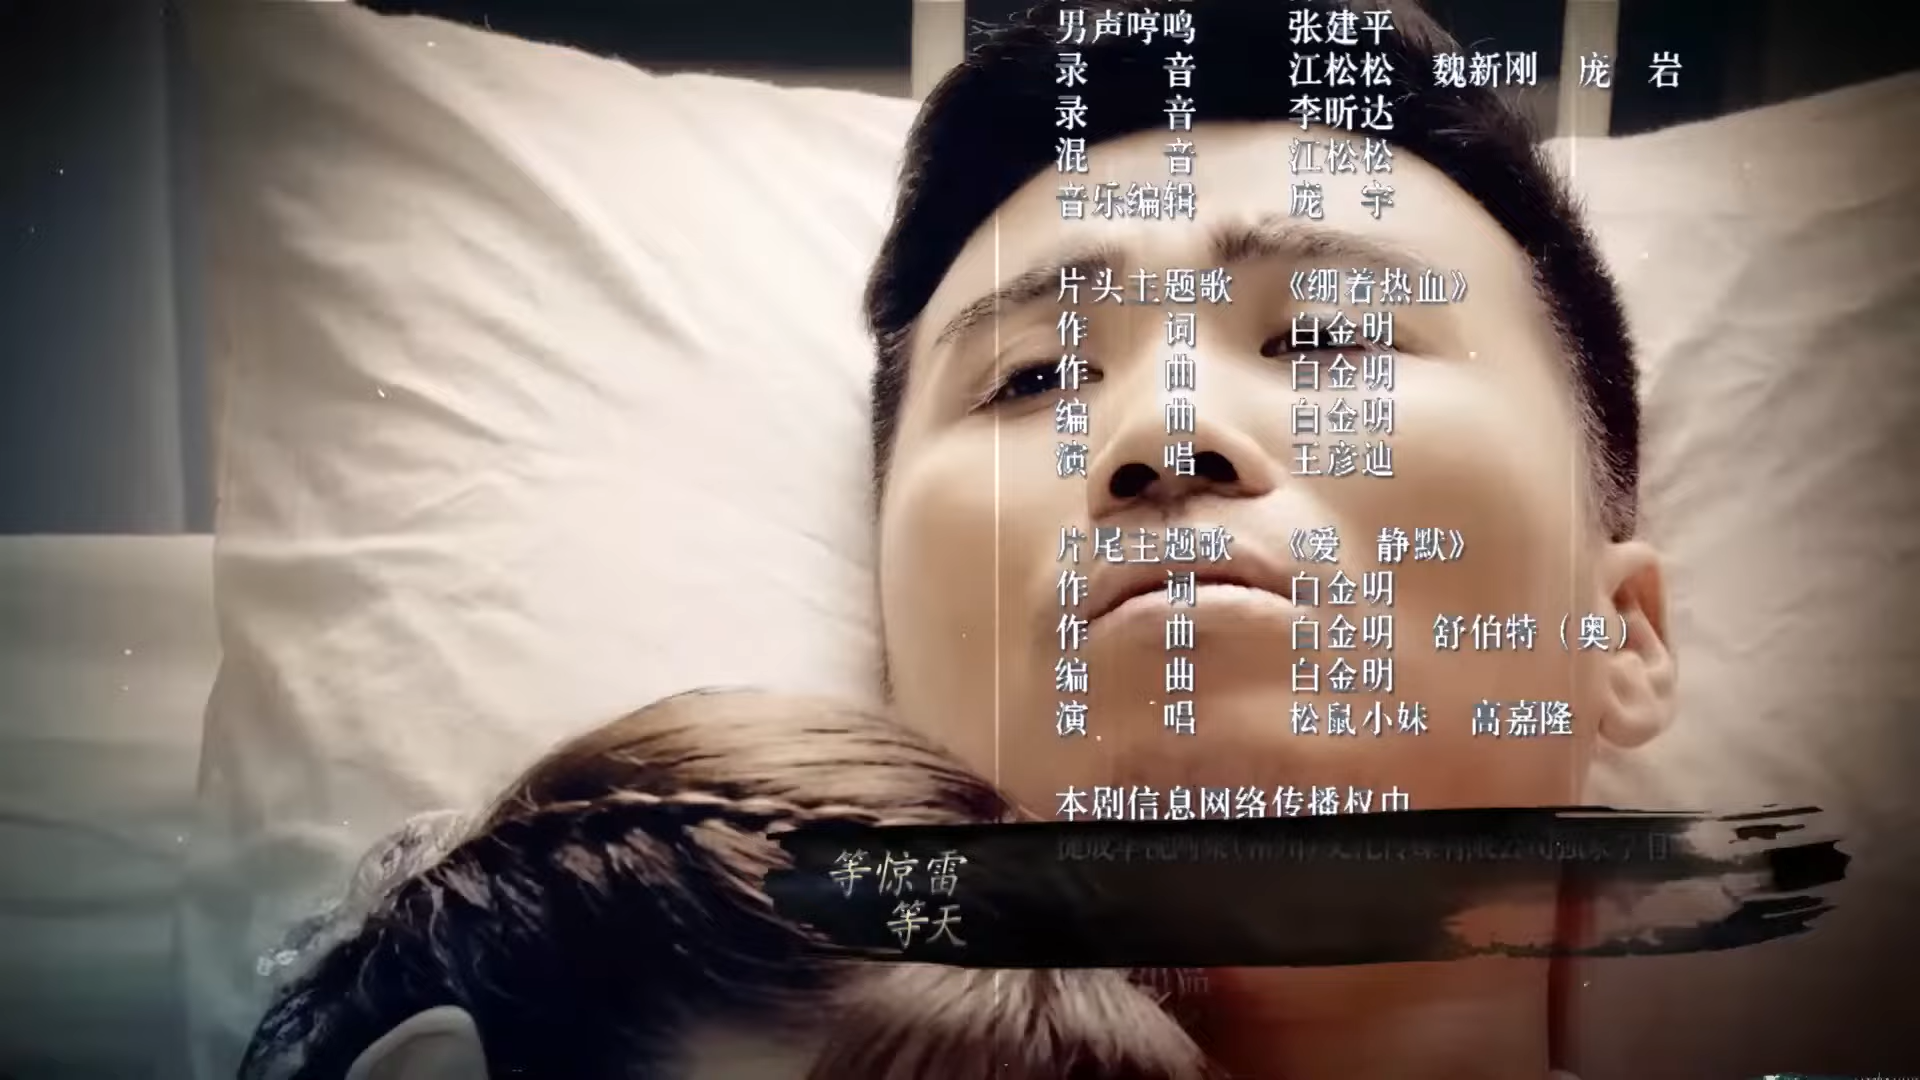 男声哼鸣 张建平
录音 江松松 魏新刚 庞岩
录音 李昕达
混音 江松松
音乐编辑 庞宇
片头主题歌 《绷着热血》
作词 白金明
作曲 白金明
编曲 白金明
演唱 王彦迪
片尾主题歌 《爱 静默》
作词 白金明
作曲 白金明 舒伯特（奥）
编曲 白金明
演唱 松鼠小妹 高嘉隆
本剧信息网络传播权由
等惊雷
等天